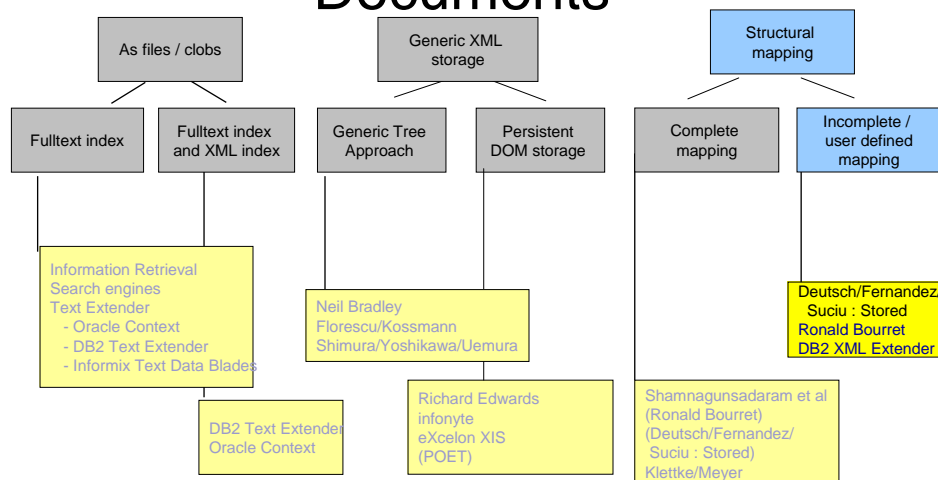 Documents
As files / clobs
Generic XML
storage
Structural
mapping
Fulltext index
Fulltext index
and XML index
Generic Tree
Approach
Persistent
DOM storage
Complete
mapping
Incomplete /
user defined
mapping
Information Retrieval
Search engines
Text Extender
- Oracle Context
- DB2 Text Extender
- Informix Text Data Blades
Neil Bradley
Florescu/Kossmann
Shimura/Yoshikawa/Uemura
Deutsch/Fernandez/
Suciu : Stored
Ronald Bourret
DB2 XML Extender
DB2 Text Extender
Oracle Context
Richard Edwards
infonyte
eXcelon XIS
(POET)
Shamnagunsadaram et al
(Ronald Bourret)
(Deutsch/Fernandez/
Suciu : Stored)
Klettke/Meyer